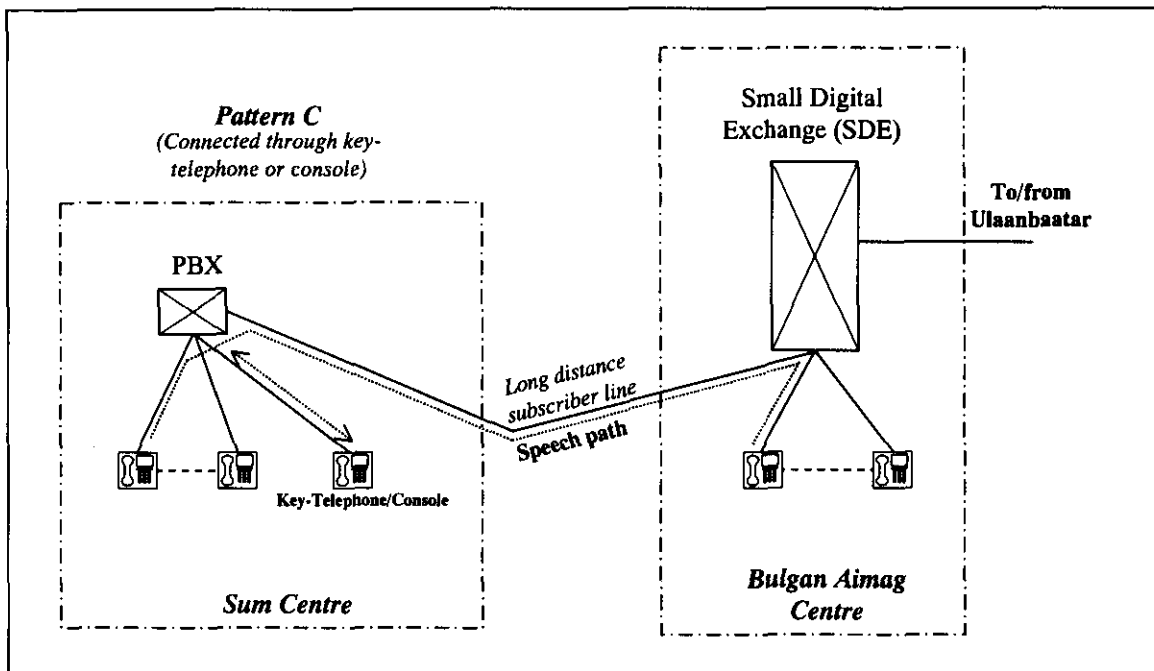 Pattern C
(Connected through key-
telephone or console)
PBX
Key-Telephone/Console
Sum Centre
Long distance
subscriber line
Speech path
Small Digital
Exchange (SDE)
To/from
Ulaanbaatar
Bulgan Aimag
Centre